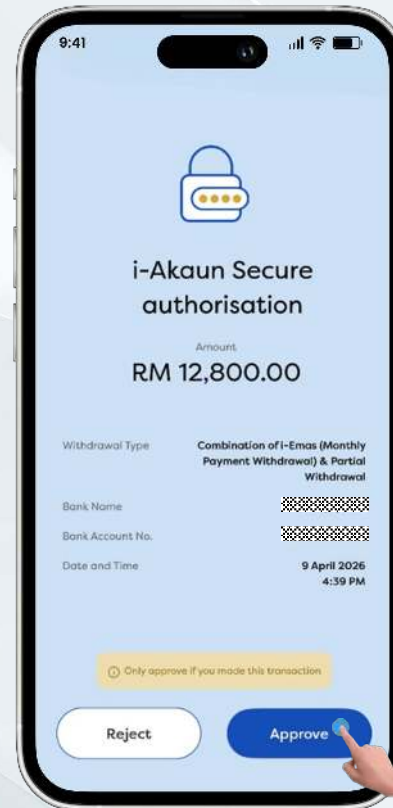 9:41
i-Akaun Secure
authorisation
Amount
RM 12,800.00
Withdrawal Type
Combination of i-Emas (Monthly
Payment Withdrawal) & Partial
Withdrawal
Bank Name
Bank Account No.
Date and Time
9 April 2026
4:39 PM
Only approve if you made this transaction
Reject
Approve